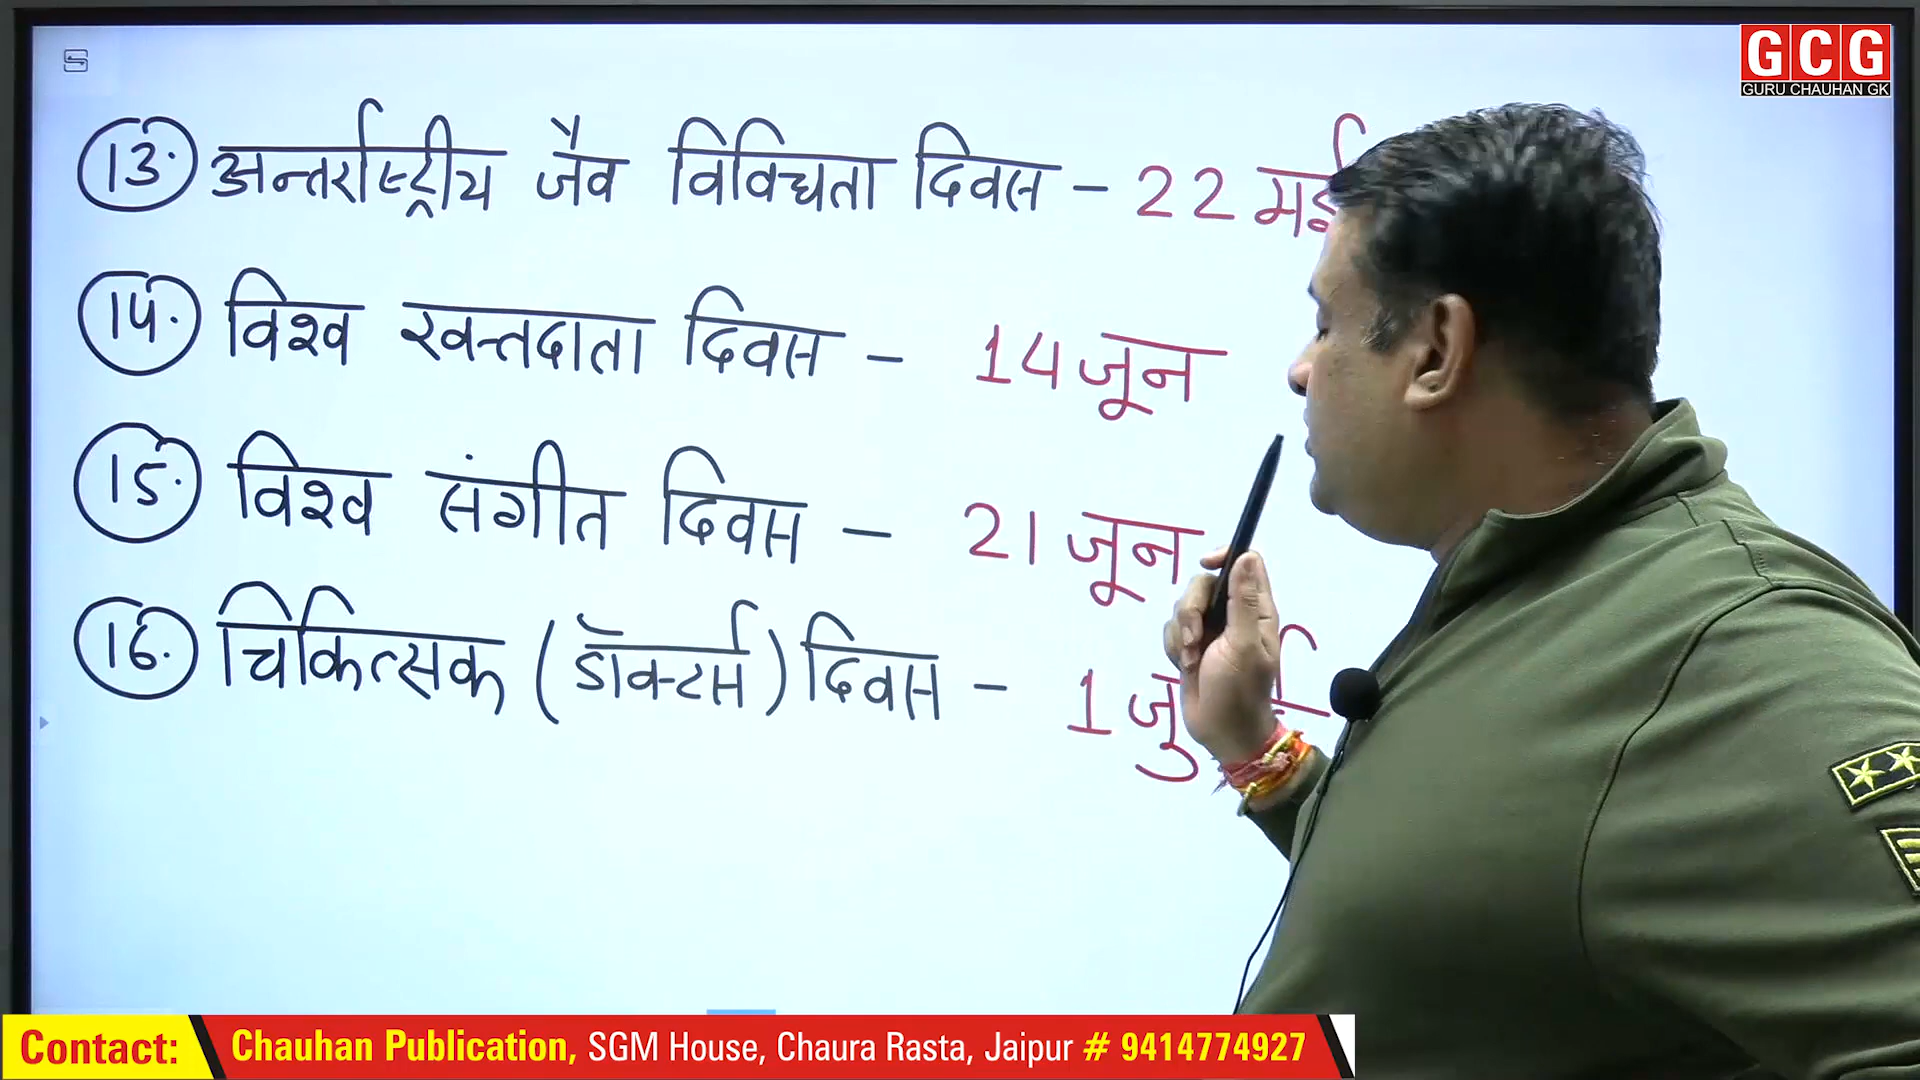 GCG
GURU CHAUHAN GK
13. अन्तर्राष्ट्रीय जैव विविधता दिवस - 22 मई
14. विश्व रक्तदाता दिवस - 14 जून
15. विश्व संगीत दिवस - 21 जून
16. चिकित्सक (डॉक्टर्स) दिवस - 1
Contact: Chauhan Publication, SGM House, Chaura Rasta, Jaipur # 9414774927